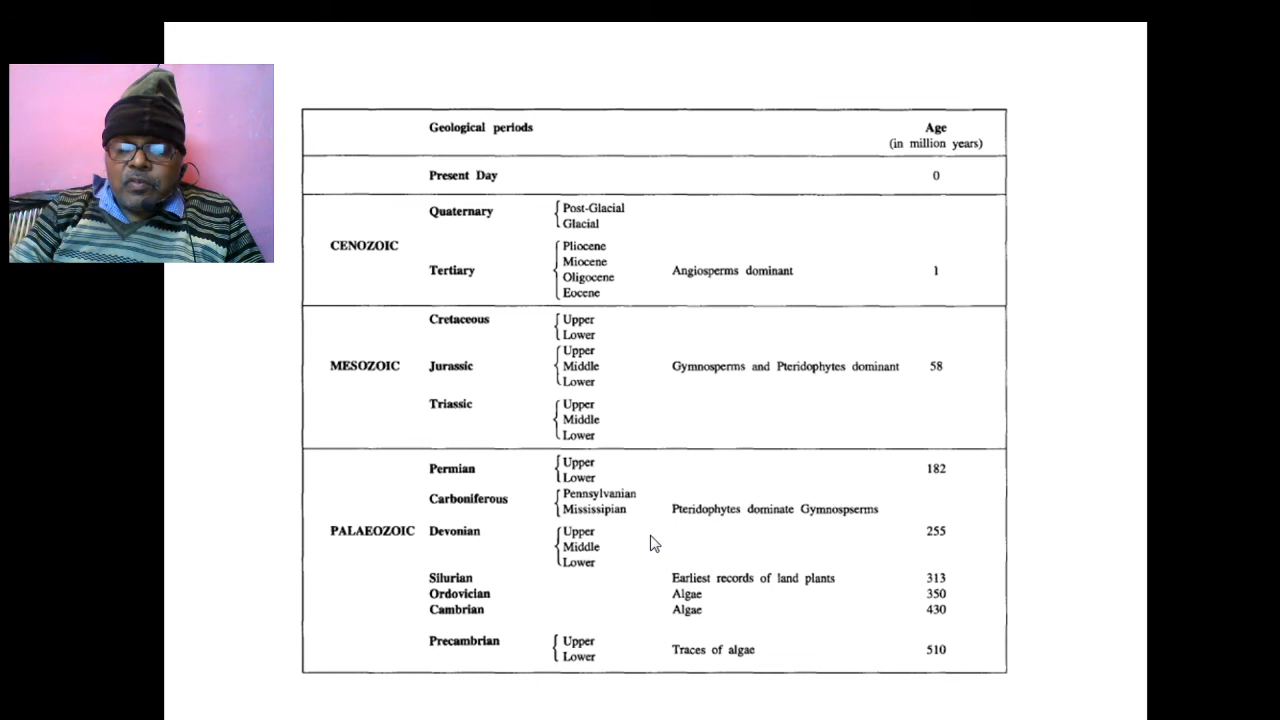 Geological periods Age
(in million years)
Present Day 0
Quaternary Post-Glacial
Glacial
CENOZOIC Pliocene
Miocene
Tertiary Oligocene Angiosperms dominant 1
Eocene
Cretaceous Upper
Lower
Upper
MESOZOIC Jurassic Middle Gymnosperms and Pteridophytes dominant 58
Lower
Triassic Upper
Middle
Lower
Permian Upper 182
Lower
Carboniferous Pennsylvanian
Mississipian Pteridophytes dominate Gymnospserms
PALAEOZOIC Devonian Upper 255
Middle
Lower
Silurian Earliest records of land plants 313
Ordovician Algae 350
Cambrian Algae 430
Precambrian Upper
Lower Traces of algae 510